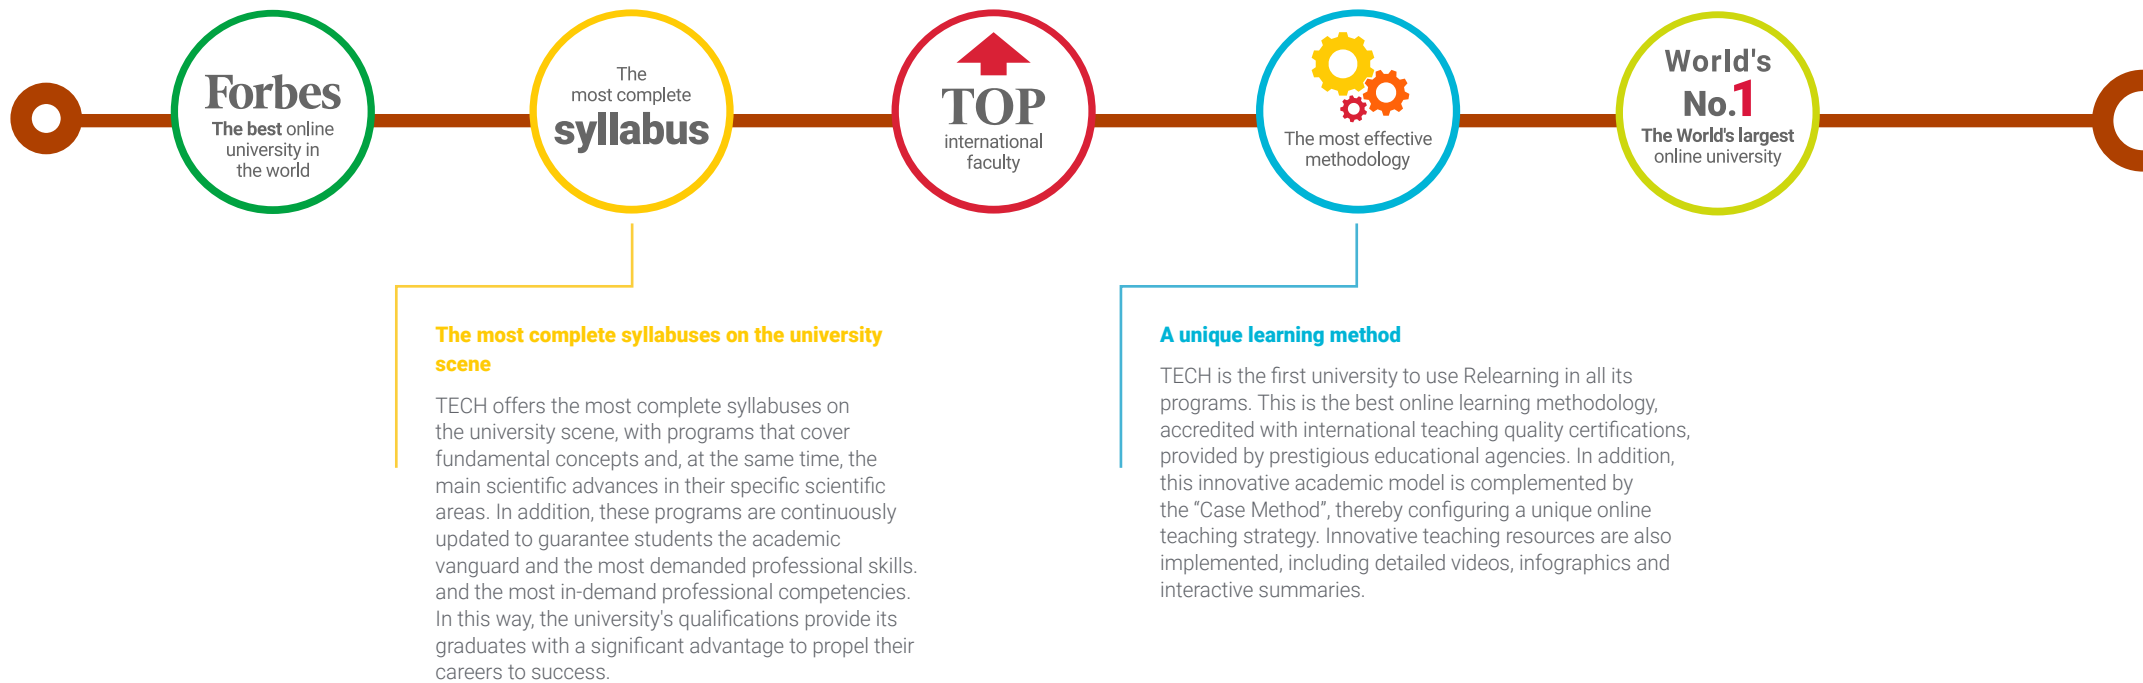 Forbes
The best online
university in
the world
The
most complete
syllabus
TOP
international
faculty
The most effective
methodology
World's
No.1
The World's largest
online university
The most complete syllabuses on the university
scene
TECH offers the most complete syllabuses on
the university scene, with programs that cover
fundamental concepts and, at the same time, the
main scientific advances in their specific scientific
areas. In addition, these programs are continuously
updated to guarantee students the academic
vanguard and the most demanded professional skills.
and the most in-demand professional competencies.
In this way, the university's qualifications provide its
graduates with a significant advantage to propel their
careers to success.
A unique learning method
TECH is the first university to use Relearning in all its
programs. This is the best online learning methodology,
accredited with international teaching quality certifications,
provided by prestigious educational agencies. In addition,
this innovative academic model is complemented by
the “Case Method”, thereby configuring a unique online
teaching strategy. Innovative teaching resources are also
implemented, including detailed videos, infographics and
interactive summaries.